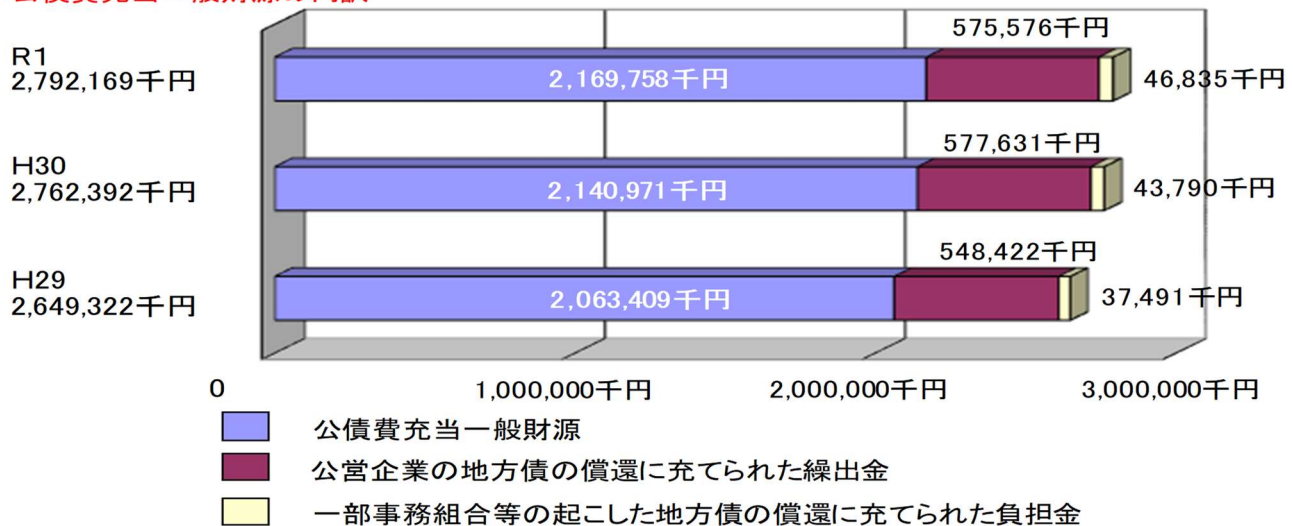 R1
2,792,169千円
575,576千円
2,169,758千円
46,835千円
H30
2,762,392千円
577,631千円
2,140,971千円
43,790千円
H29
2,649,322千円
548,422千円
2,063,409千円
37,491千円
0
1,000,000千円
2,000,000千円
3,000,000千円
公債費充当一般財源
公営企業の地方債の償還に充てられた繰出金
一部事務組合等の起こした地方債の償還に充てられた負担金